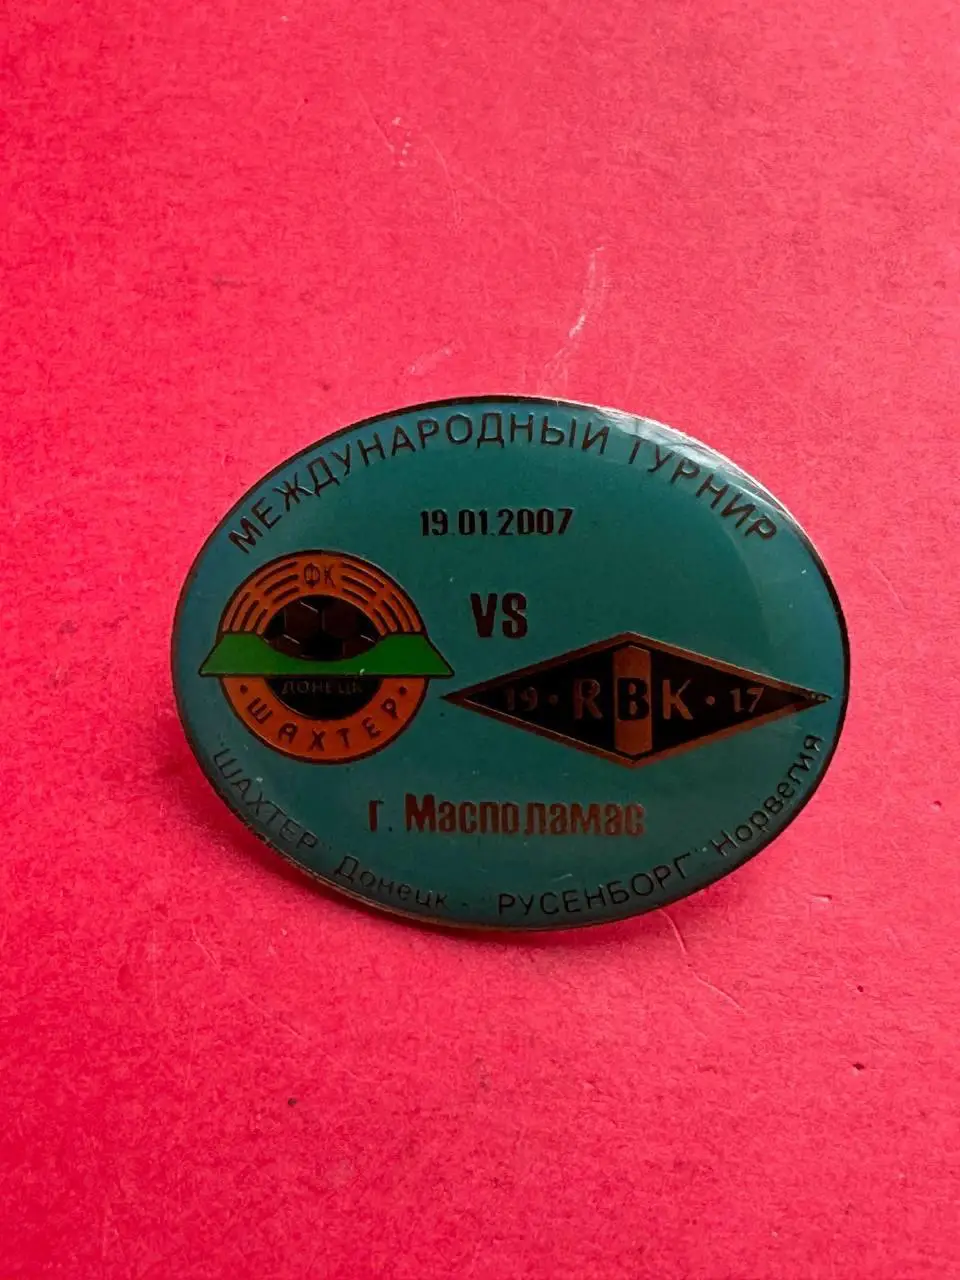 МЕЖДУНАРОДНЫЙ ТУРНИР
19.01.2007
VS
ФК
ДОНЕЦК
ШАХТЕР
19 · RBK · 17
г. Масполамас
"ШАХТЕР" Донецк - "РУСЕНБОРГ" Норвегия